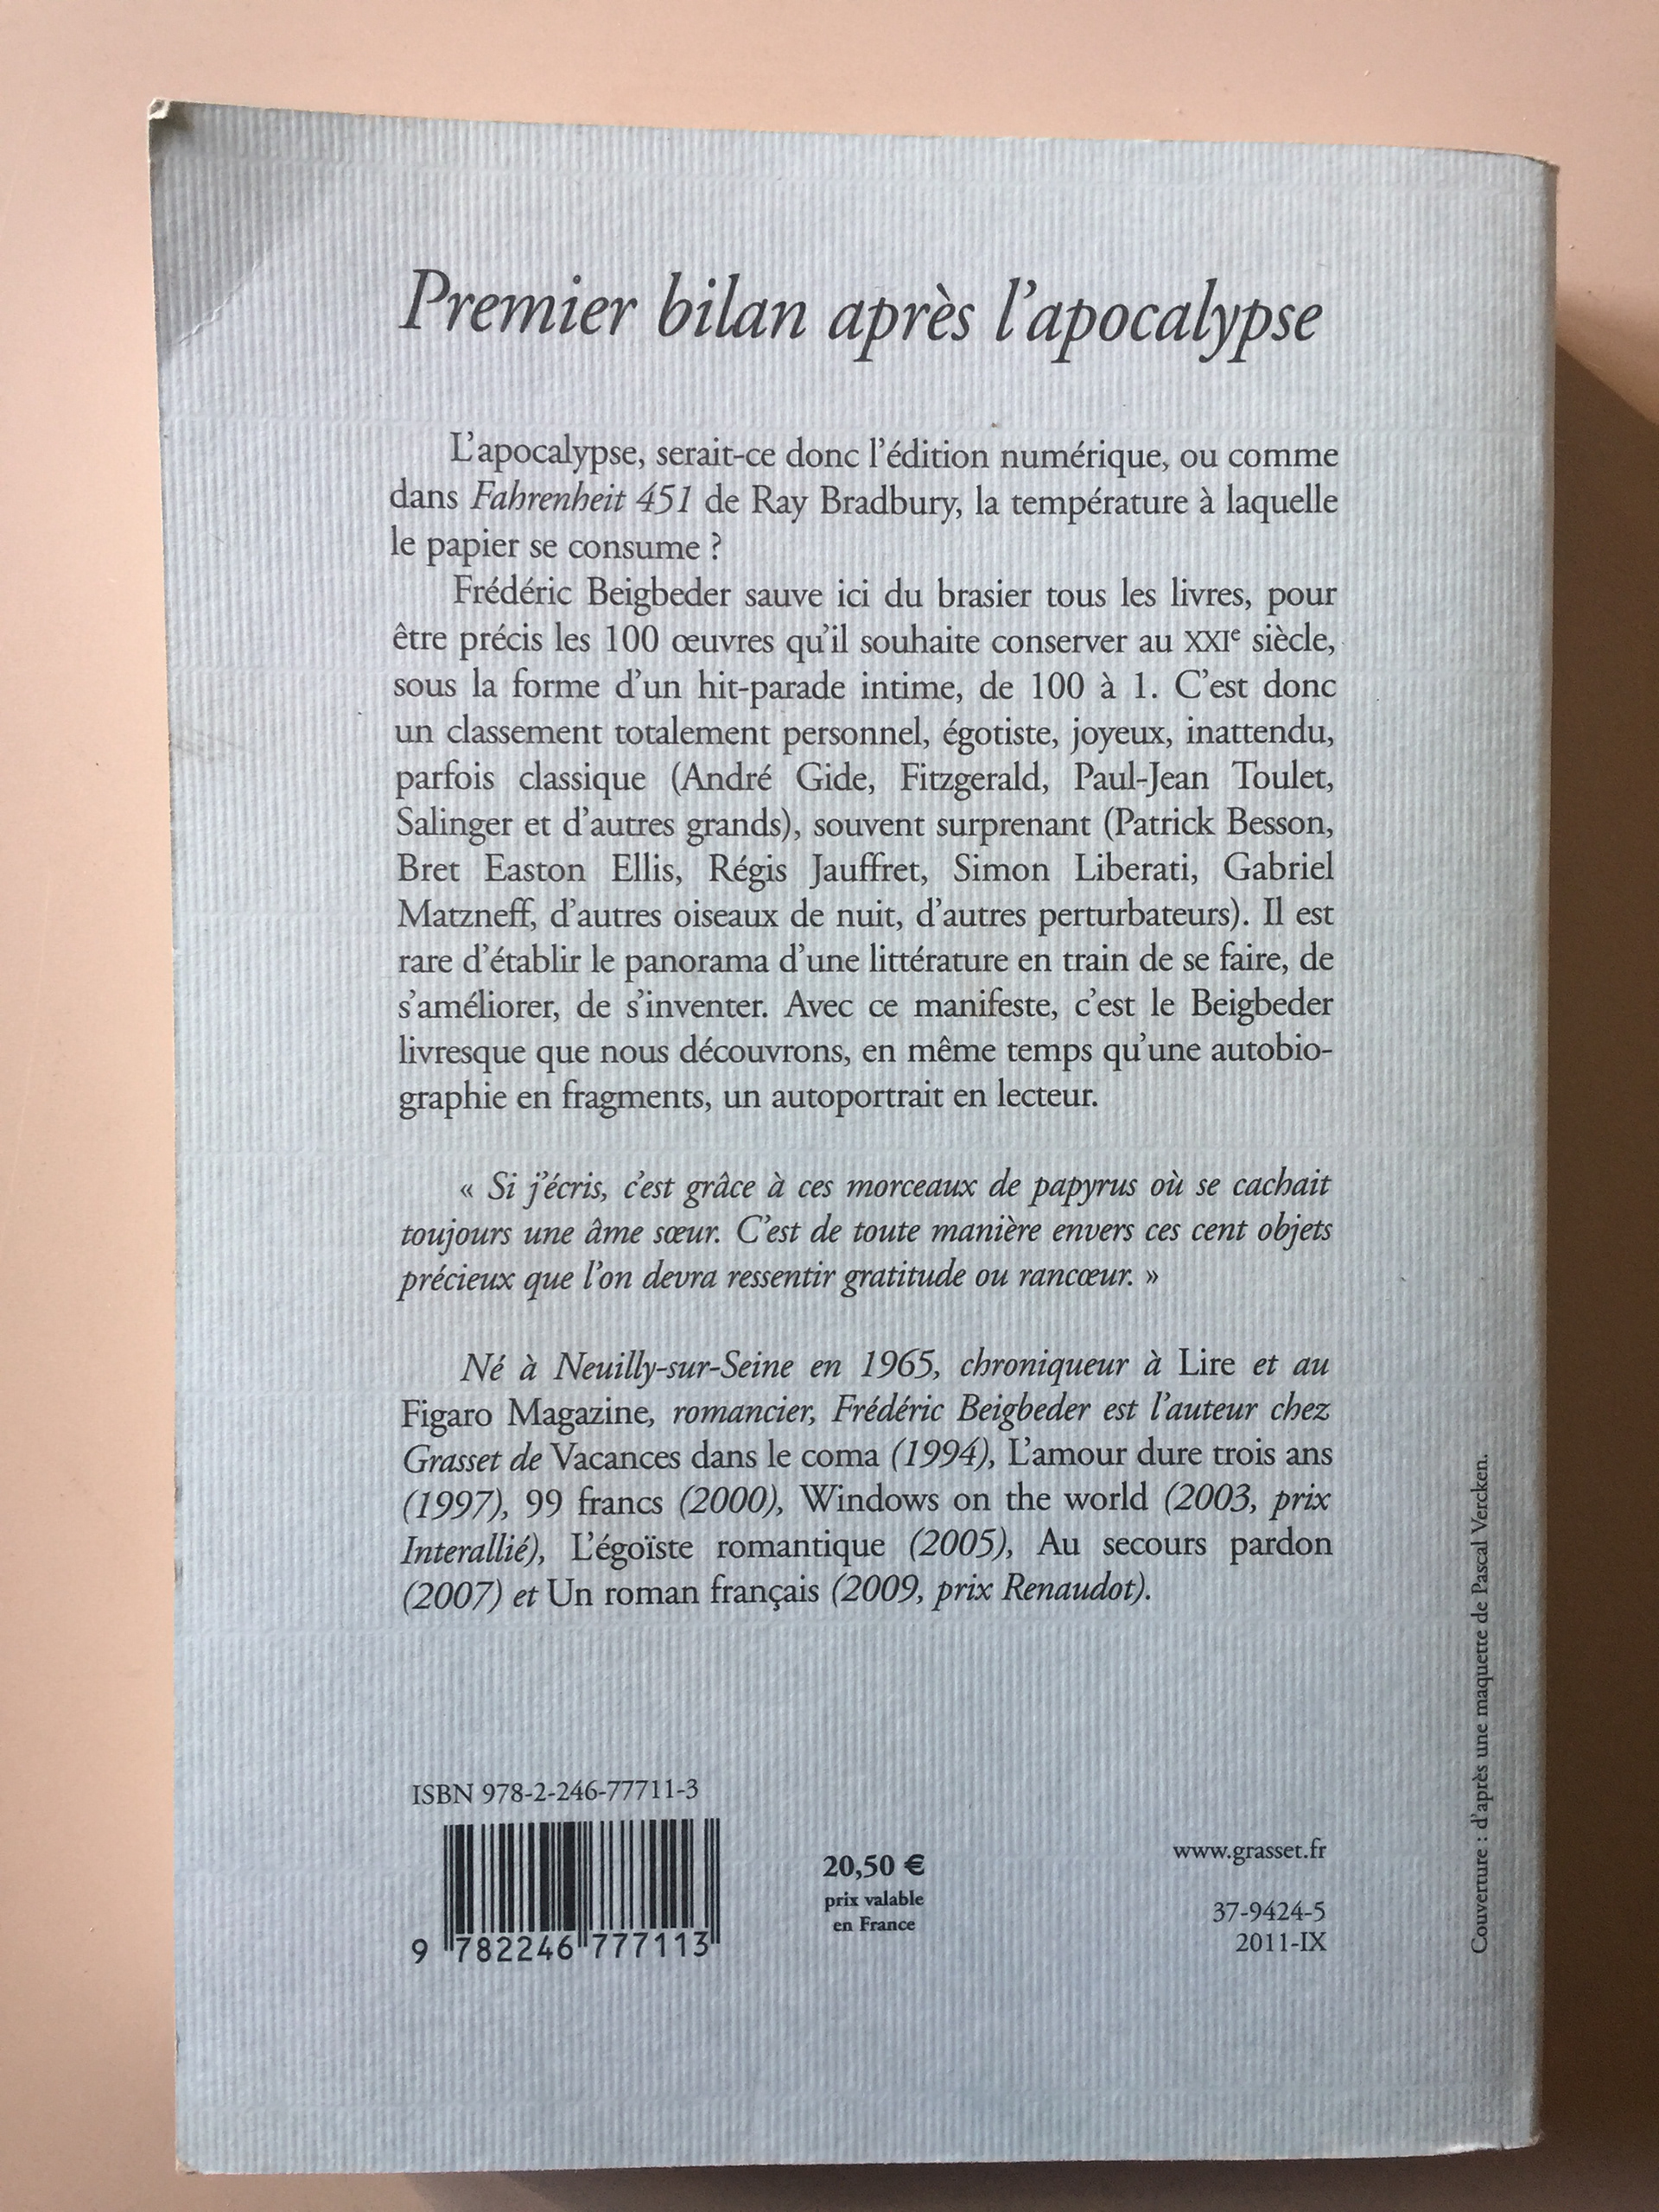 Premier bilan après l'apocalypse
L'apocalypse, serait-ce donc l'édition numérique, ou comme
dans Fahrenheit 451 de Ray Bradbury, la température à laquelle
le papier se consume ?
Frédéric Beigbeder sauve ici du brasier tous les livres, pour
être précis les 100 œuvres qu'il souhaite conserver au XXIe siècle,
sous la forme d'un hit-parade intime, de 100 à 1. C'est donc
un classement totalement personnel, égotiste, joyeux, inattendu,
parfois classique (André Gide, Fitzgerald, Paul-Jean Toulet,
Salinger et d'autres grands), souvent surprenant (Patrick Besson,
Bret Easton Ellis, Régis Jauffret, Simon Liberati, Gabriel
Matzneff, d'autres oiseaux de nuit, d'autres perturbateurs). Il est
rare d'établir le panorama d'une littérature en train de se faire, de
s'améliorer, de s'inventer. Avec ce manifeste, c'est le Beigbeder
livresque que nous découvrons, en même temps qu'une autobio-
graphie en fragments, un autoportrait en lecteur.
« Si j'écris, c'est grâce à ces morceaux de papyrus où se cachait
toujours une âme sœur. C'est de toute manière envers ces cent objets
précieux que l'on devra ressentir gratitude ou rancœur. »
Né à Neuilly-sur-Seine en 1965, chroniqueur à Lire et au
Figaro Magazine, romancier, Frédéric Beigbeder est l'auteur chez
Grasset de Vacances dans le coma (1994), L'amour dure trois ans
(1997), 99 francs (2000), Windows on the world (2003, prix
Interallié), L'égoïste romantique (2005), Au secours pardon
(2007) et Un roman français (2009, prix Renaudot).
ISBN 978-2-246-77711-3
9 782246 777113
20,50 €
prix valable
en France
www.grasset.fr
37-9424-5
2011-IX
Couverture : d'après une maquette de Pascal Vercken.